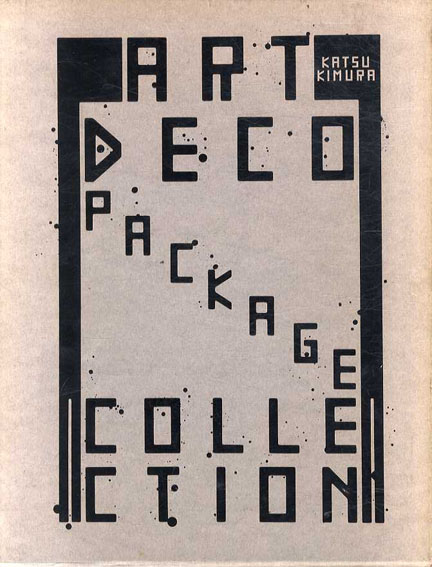 ART
KATSU
KIMURA
DECO
PACKAGE
COLLE
CTION